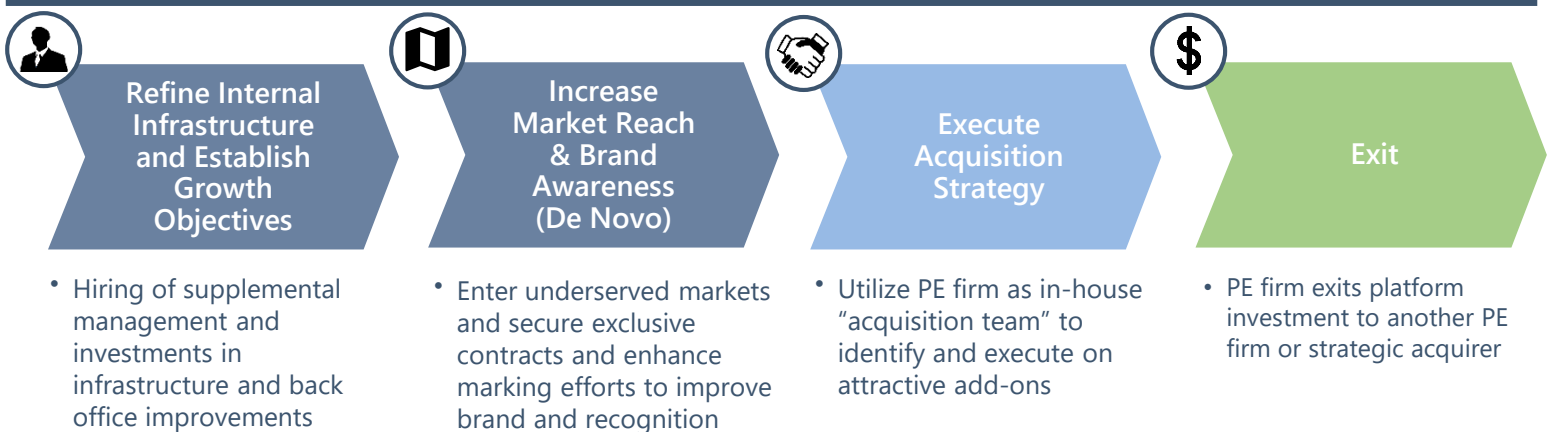 Refine Internal
Infrastructure
and Establish
Growth
Objectives
• Hiring of supplemental
management and
investments in
infrastructure and back
office improvements
Increase
Market Reach
& Brand
Awareness
(De Novo)
• Enter underserved markets
and secure exclusive
contracts and enhance
marking efforts to improve
brand and recognition
Execute
Acquisition
Strategy
• Utilize PE firm as in-house
“acquisition team” to
identify and execute on
attractive add-ons
$
Exit
• PE firm exits platform
investment to another PE
firm or strategic acquirer